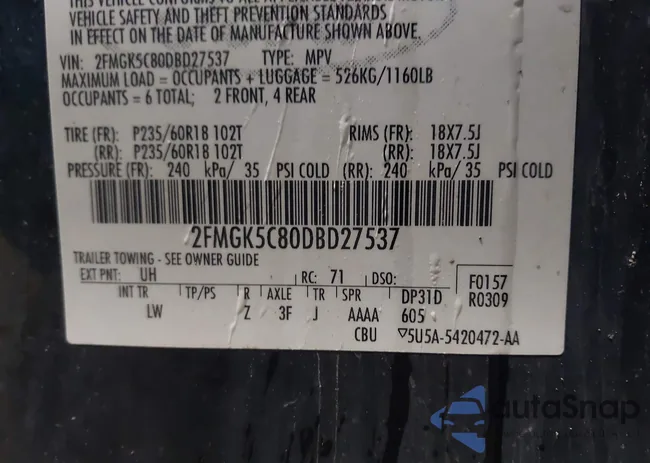 VEHICLE SAFETY AND THEFT PREVENTION STANDARDS
IN EFFECT ON THE DATE OF MANUFACTURE SHOWN ABOVE.
VIN: 2FMGK5C80DBD27537 TYPE: MPV
MAXIMUM LOAD = OCCUPANTS + LUGGAGE = 526KG/1160LB
OCCUPANTS = 6 TOTAL; 2 FRONT, 4 REAR
TIRE (FR): P235/60R18 102T RIMS (FR): 18X7.5J
(RR): P235/60R18 102T (RR): 18X7.5J
PRESSURE (FR): 240 kPa/ 35 PSI COLD (RR): 240 kPa/ 35 PSI COLD
2FMGK5C80DBD27537
TRAILER TOWING - SEE OWNER GUIDE
EXT PNT: UH RC: 71 DSO: F0157
R0309
INT TR TP/PS R AXLE TR SPR DP31D
LW Z 3F J AAAA 605
CBU ▽5U5A-5420472-AA
autoSnap